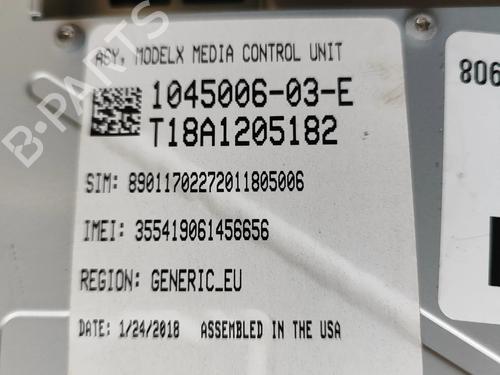 ASY, MODELX MEDIA CONTROL UNIT
1045006-03-E
T18A1205182
SIM: 89011702272011805006
IMEI: 355419061456656
REGION: GENERIC_EU
DATE: 1/24/2018 ASSEMBLED IN THE USA
806
B-PARTS